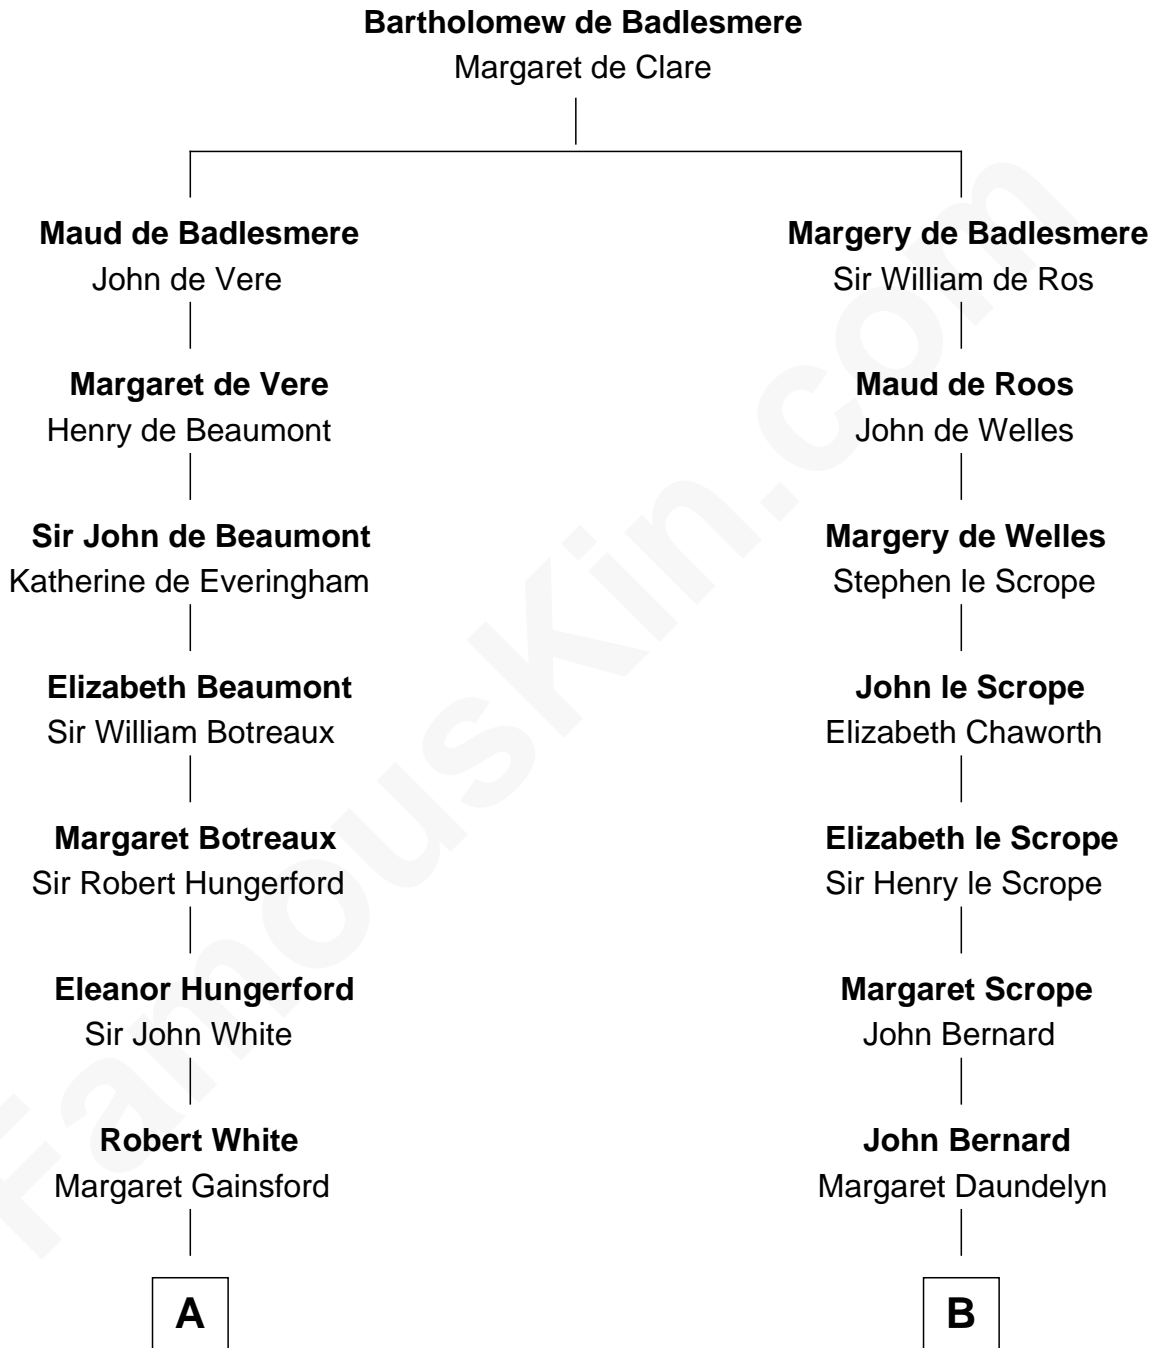 Bartholomew de Badlesmere
Margaret de Clare
Maud de Badlesmere
John de Vere
Margery de Badlesmere
Sir William de Ros
Margaret de Vere
Henry de Beaumont
Maud de Roos
John de Welles
Sir John de Beaumont
Katherine de Everingham
Margery de Welles
Stephen le Scrope
Elizabeth Beaumont
Sir William Botreaux
John le Scrope
Elizabeth Chaworth
Margaret Botreaux
Sir Robert Hungerford
Elizabeth le Scrope
Sir Henry le Scrope
Eleanor Hungerford
Sir John White
Margaret Scrope
John Bernard
Robert White
Margaret Gainsford
John Bernard
Margaret Daundelyn
A
B
FamousKin.com